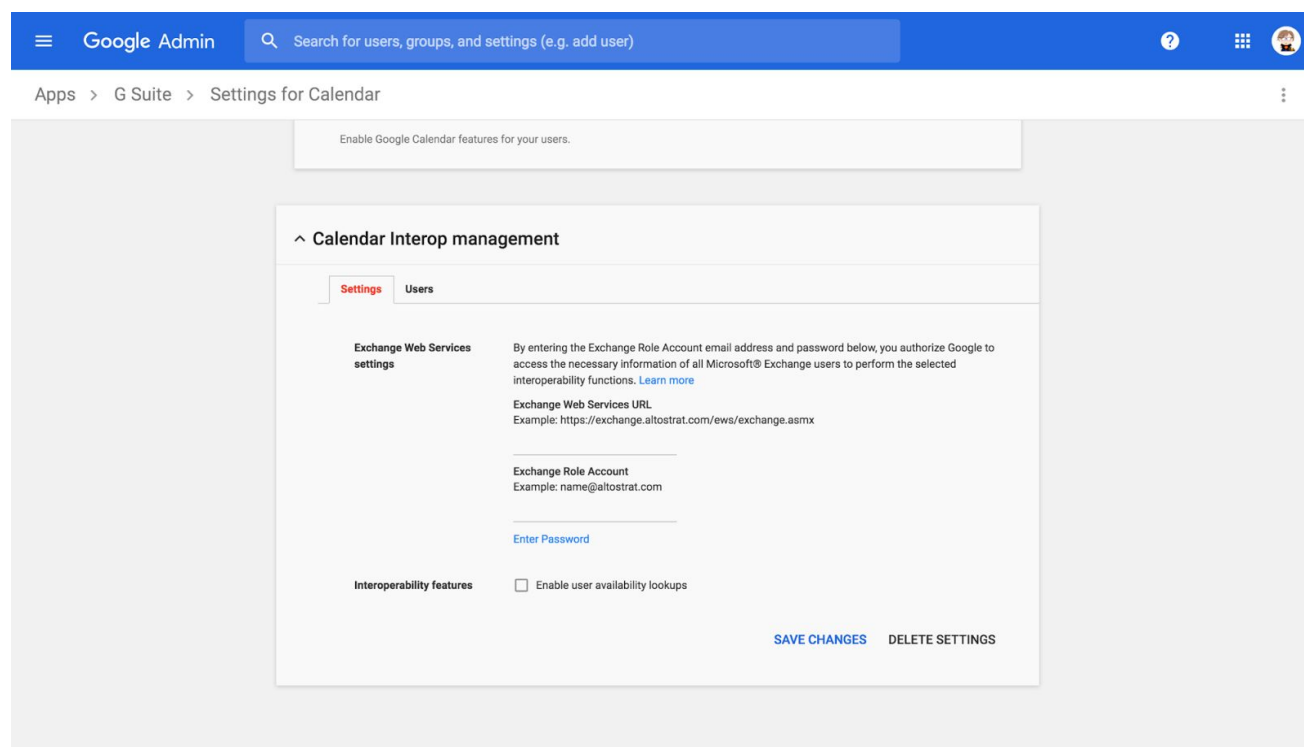 Google Admin
Search for users, groups, and settings (e.g. add user)
Apps > G Suite > Settings for Calendar
Enable Google Calendar features for your users.
Calendar Interop management
Settings Users
Exchange Web Services
settings
By entering the Exchange Role Account email address and password below, you authorize Google to
access the necessary information of all Microsoft® Exchange users to perform the selected
interoperability functions. Learn more
Exchange Web Services URL
Example: https://exchange.altostrat.com/ews/exchange.asmx
Exchange Role Account
Example: name@altostrat.com
Enter Password
Interoperability features
Enable user availability lookups
SAVE CHANGES DELETE SETTINGS